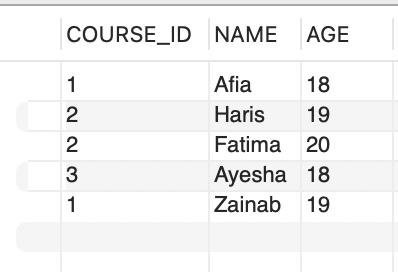 COURSE_ID NAME AGE
1 Afia 18
2 Haris 19
2 Fatima 20
3 Ayesha 18
1 Zainab 19